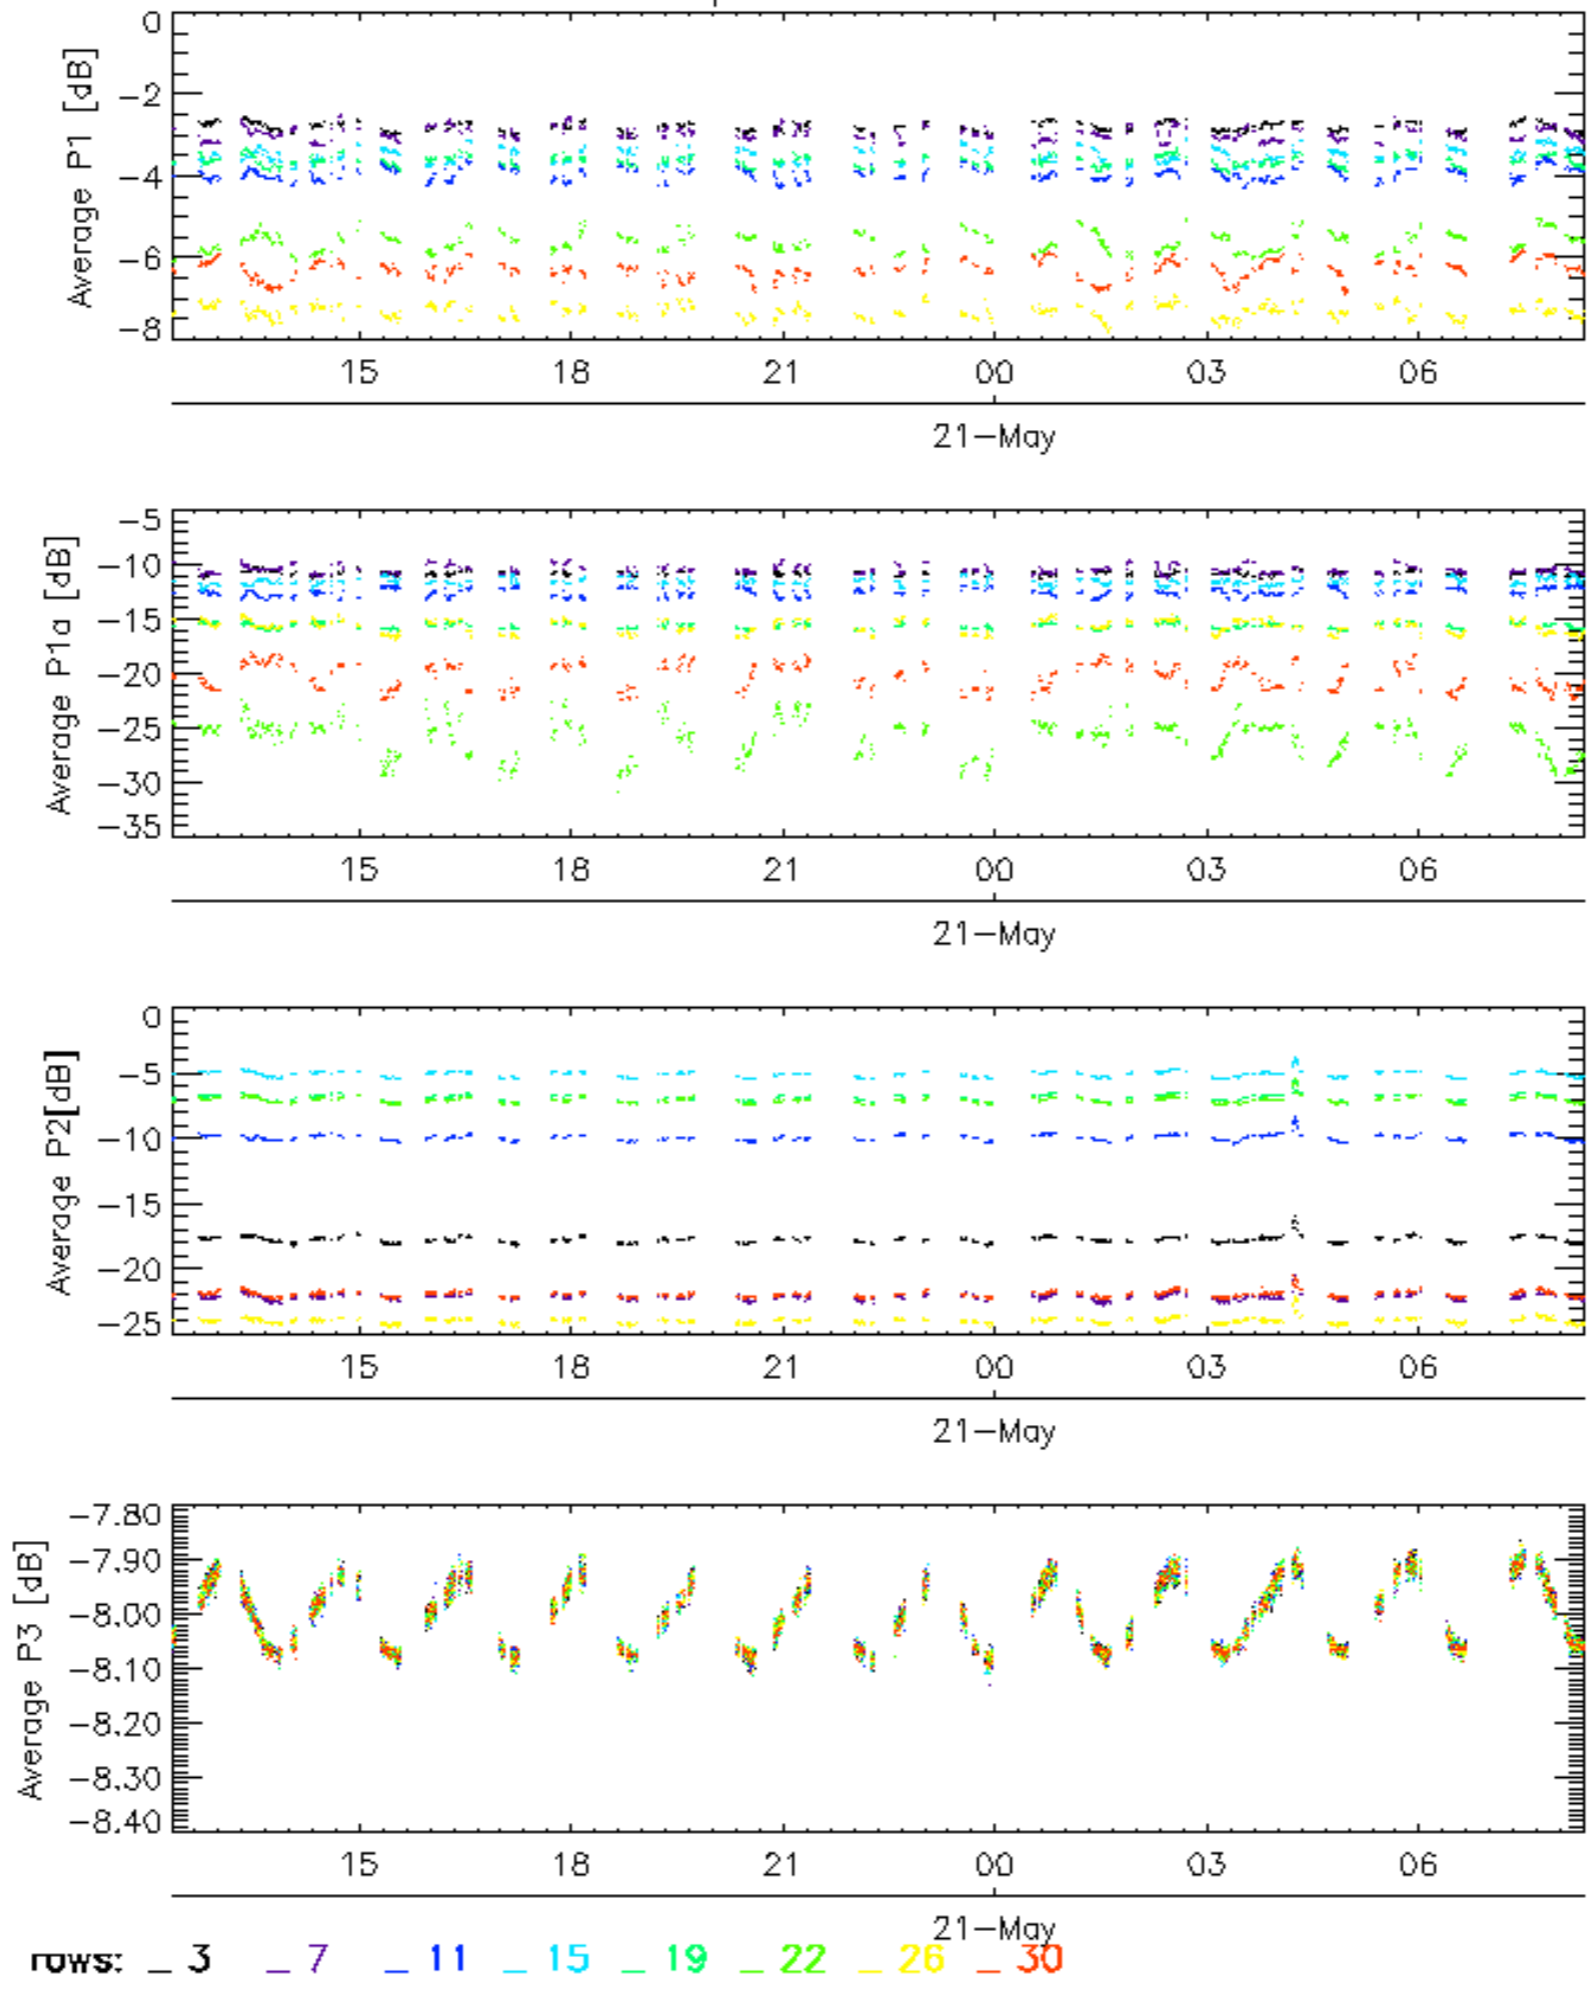 0
-2
-4
-6
-8
Average P1 [dB]
15 18 21 00 03 06
21-May
-5
-10
-15
-20
-25
-30
-35
Average P1a [dB]
15 18 21 00 03 06
21-May
0
-5
-10
-15
-20
-25
Average P2[dB]
15 18 21 00 03 06
21-May
-7.80
-7.90
-8.00
-8.10
-8.20
-8.30
-8.40
Average P3 [dB]
15 18 21 00 03 06
21-May
rows: _ 3 _ 7 _ 11 _ 15 _ 19 _ 22 _ 26 _ 30